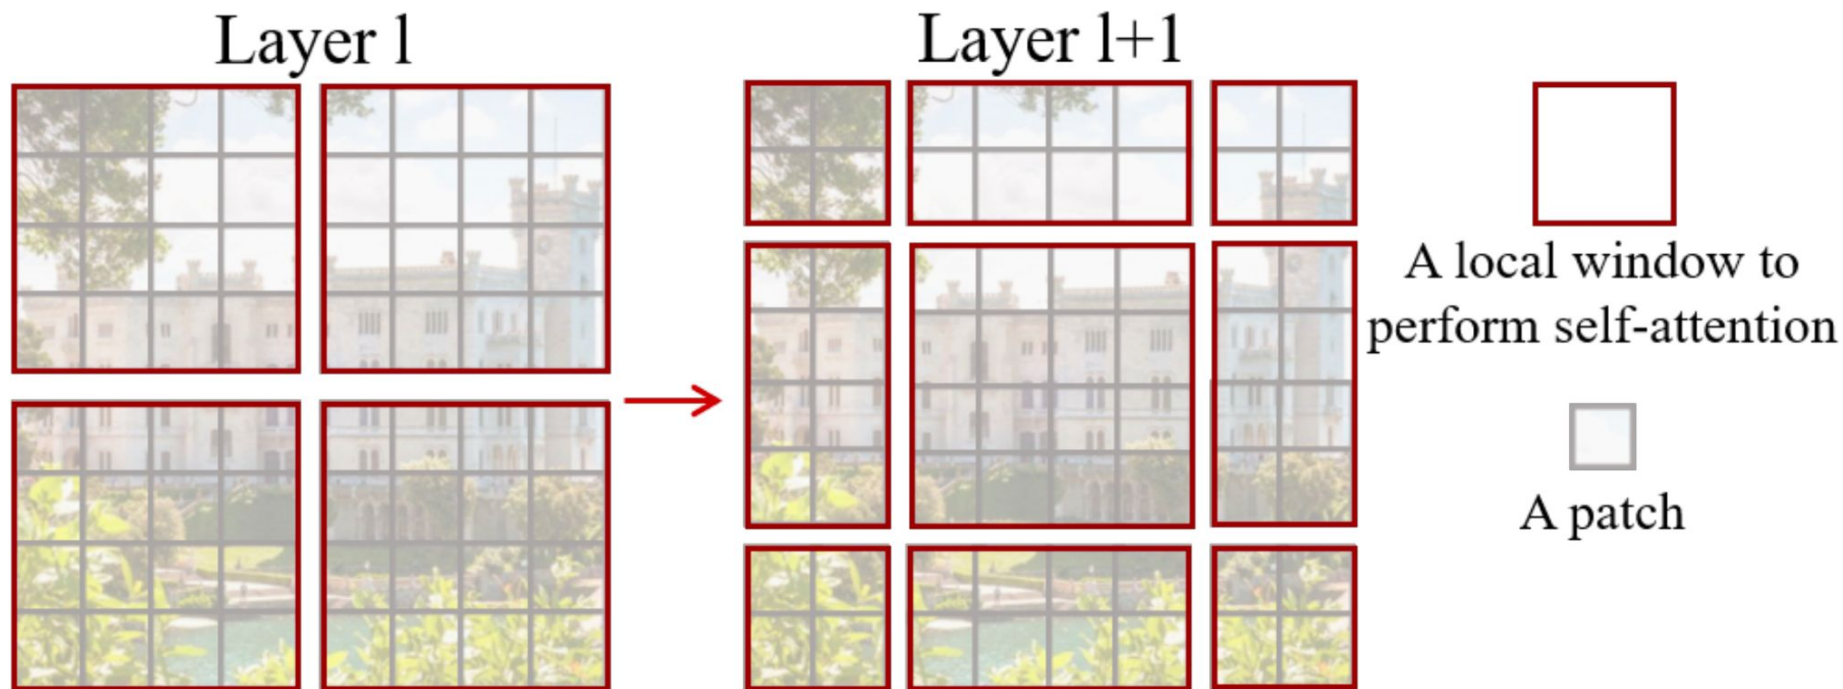 Layer l
Layer l+1
A local window to
perform self-attention
A patch